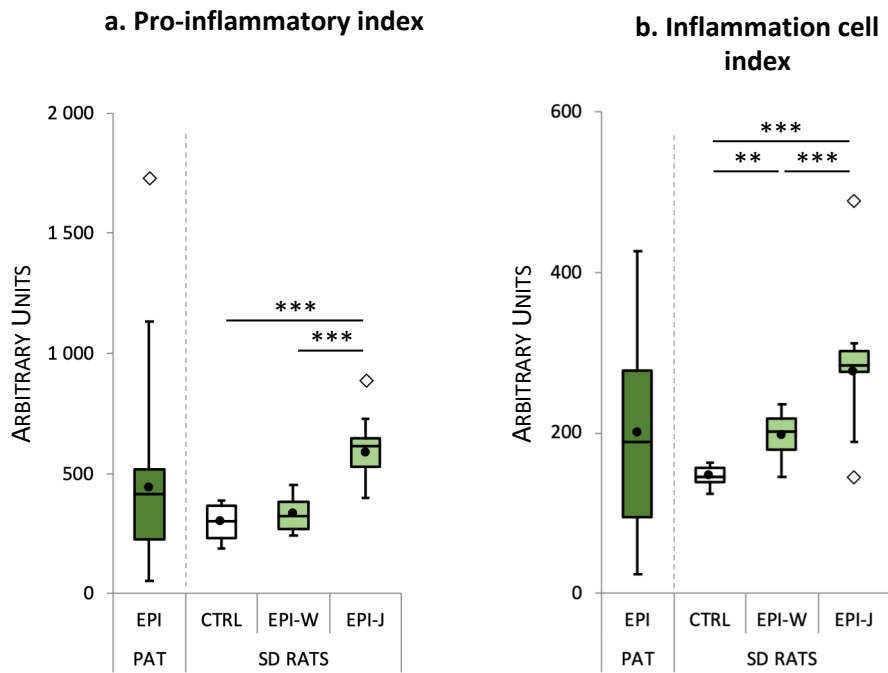 a. Pro-inflammatory index
2 000
1 500
1 000
500
0
ARBITRARY UNITS
***
***
EPI CTRL EPI-W EPI-J
PAT SD RATS
b. Inflammation cell
index
600
400
200
0
ARBITRARY UNITS
***
** ***
EPI CTRL EPI-W EPI-J
PAT SD RATS